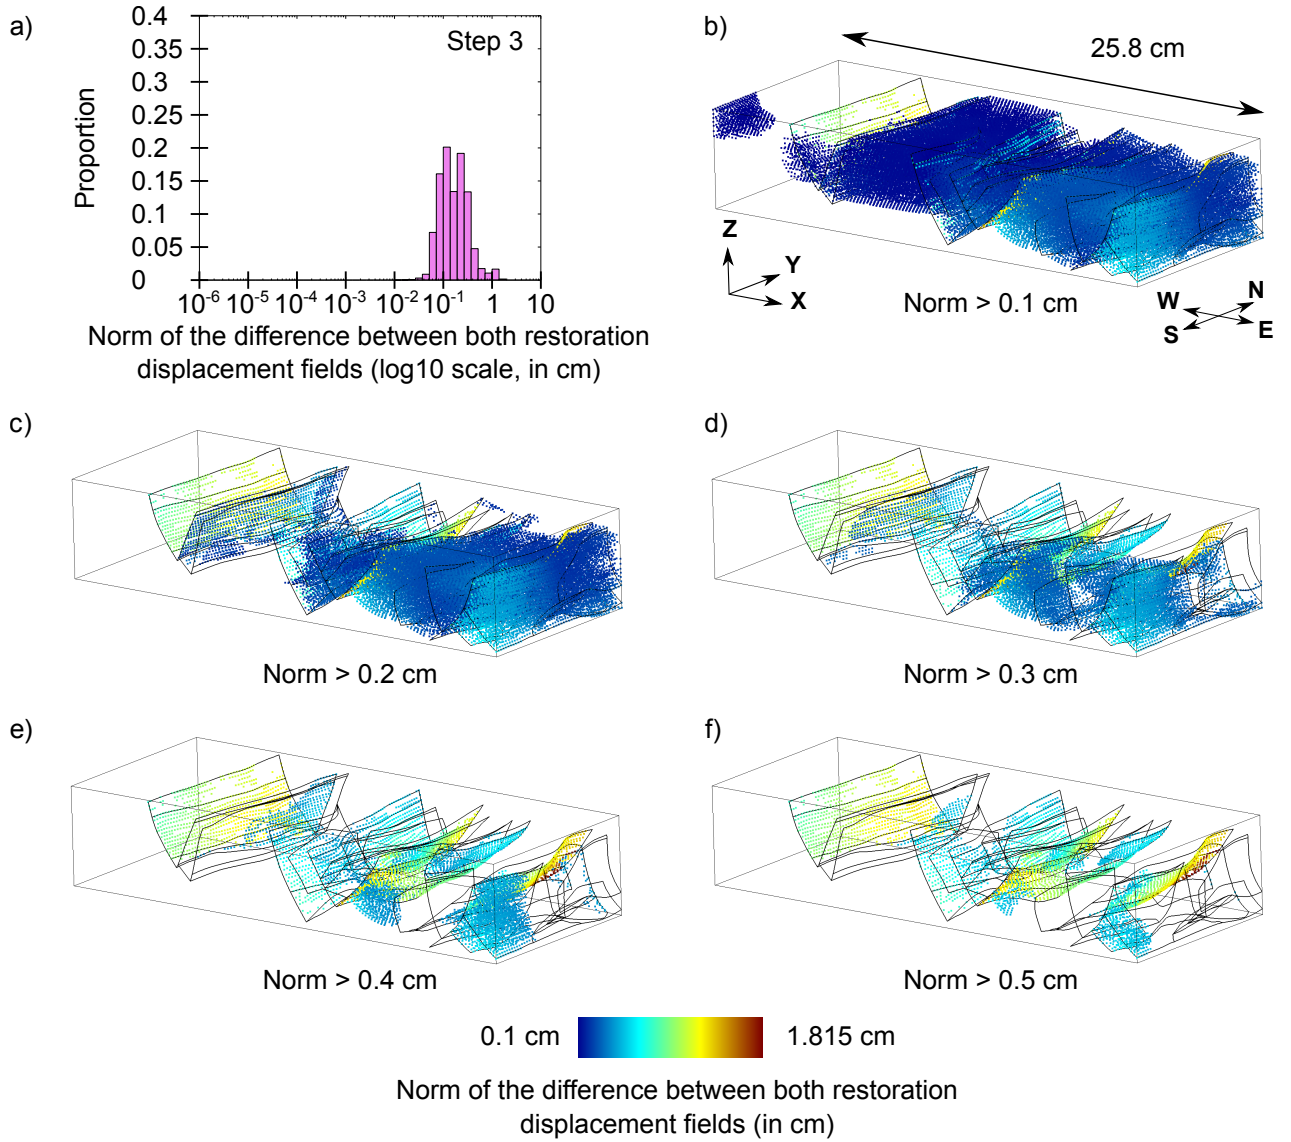 a)
Step 3
Proportion
0.4
0.35
0.3
0.25
0.2
0.15
0.1
0.05
0
10-6 10-5 10-4 10-3 10-2 10-1 1 10
Norm of the difference between both restoration
displacement fields (log10 scale, in cm)
b)
25.8 cm
Z
Y
X
W
N
S
E
Norm > 0.1 cm
c)
Norm > 0.2 cm
d)
Norm > 0.3 cm
e)
Norm > 0.4 cm
f)
Norm > 0.5 cm
0.1 cm
1.815 cm
Norm of the difference between both restoration
displacement fields (in cm)